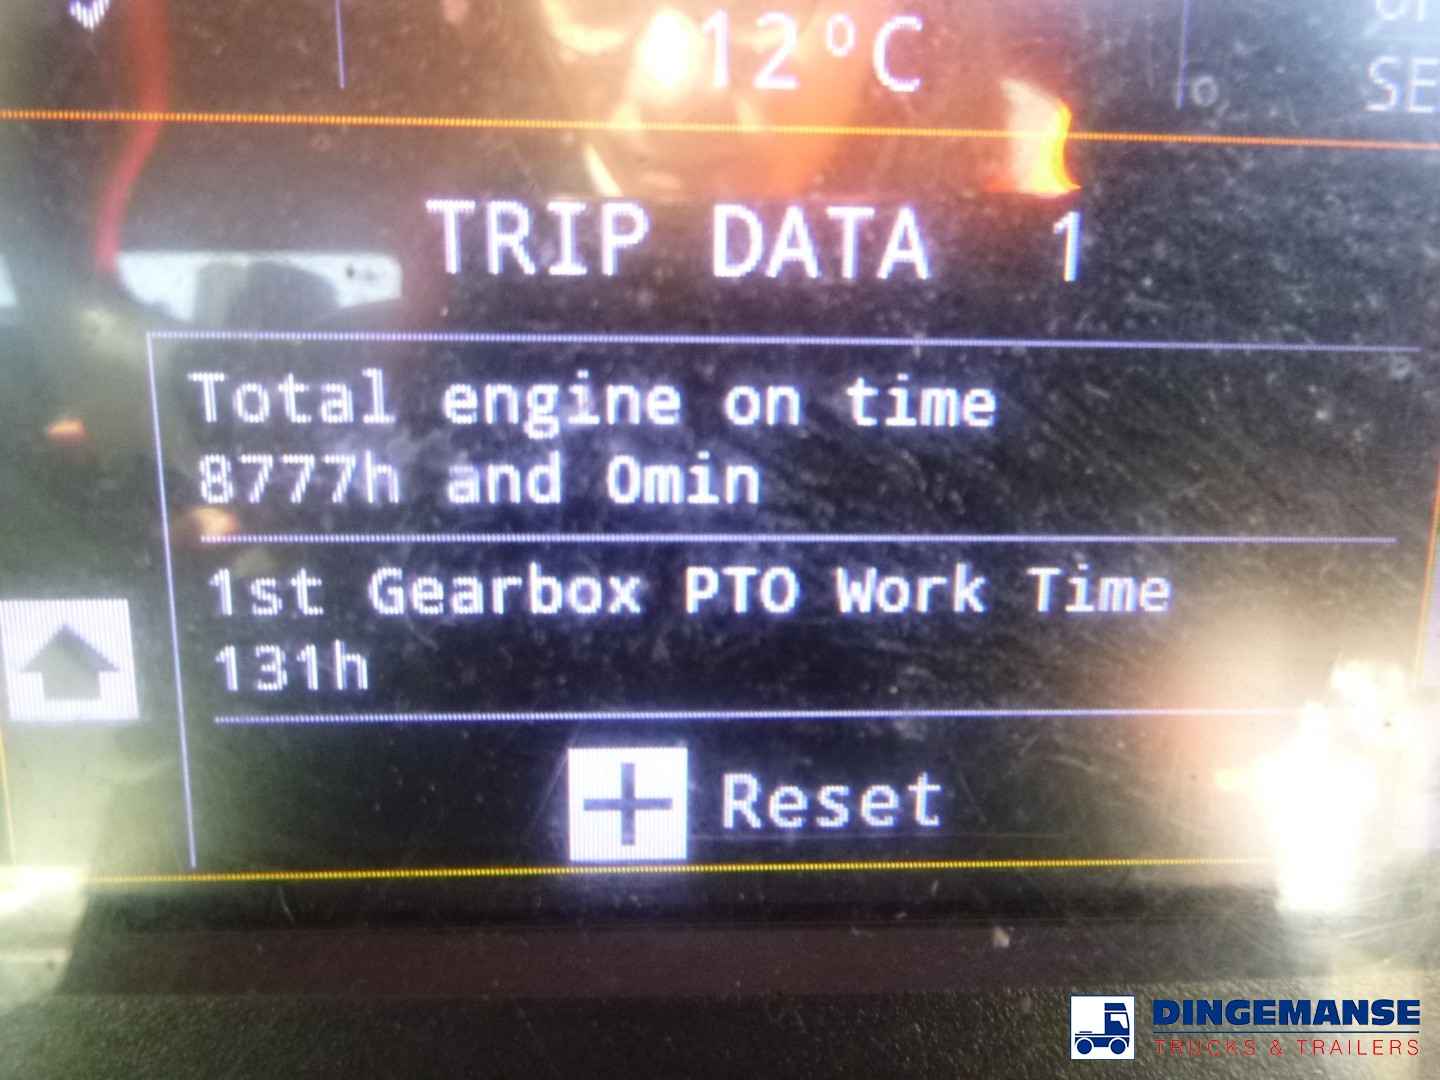 12°C
SE
TRIP DATA 1
Total engine on time
8777h and 0min
1st Gearbox PTO Work Time
131h
Reset
DINGEMANSE
TRUCKS & TRAILERS